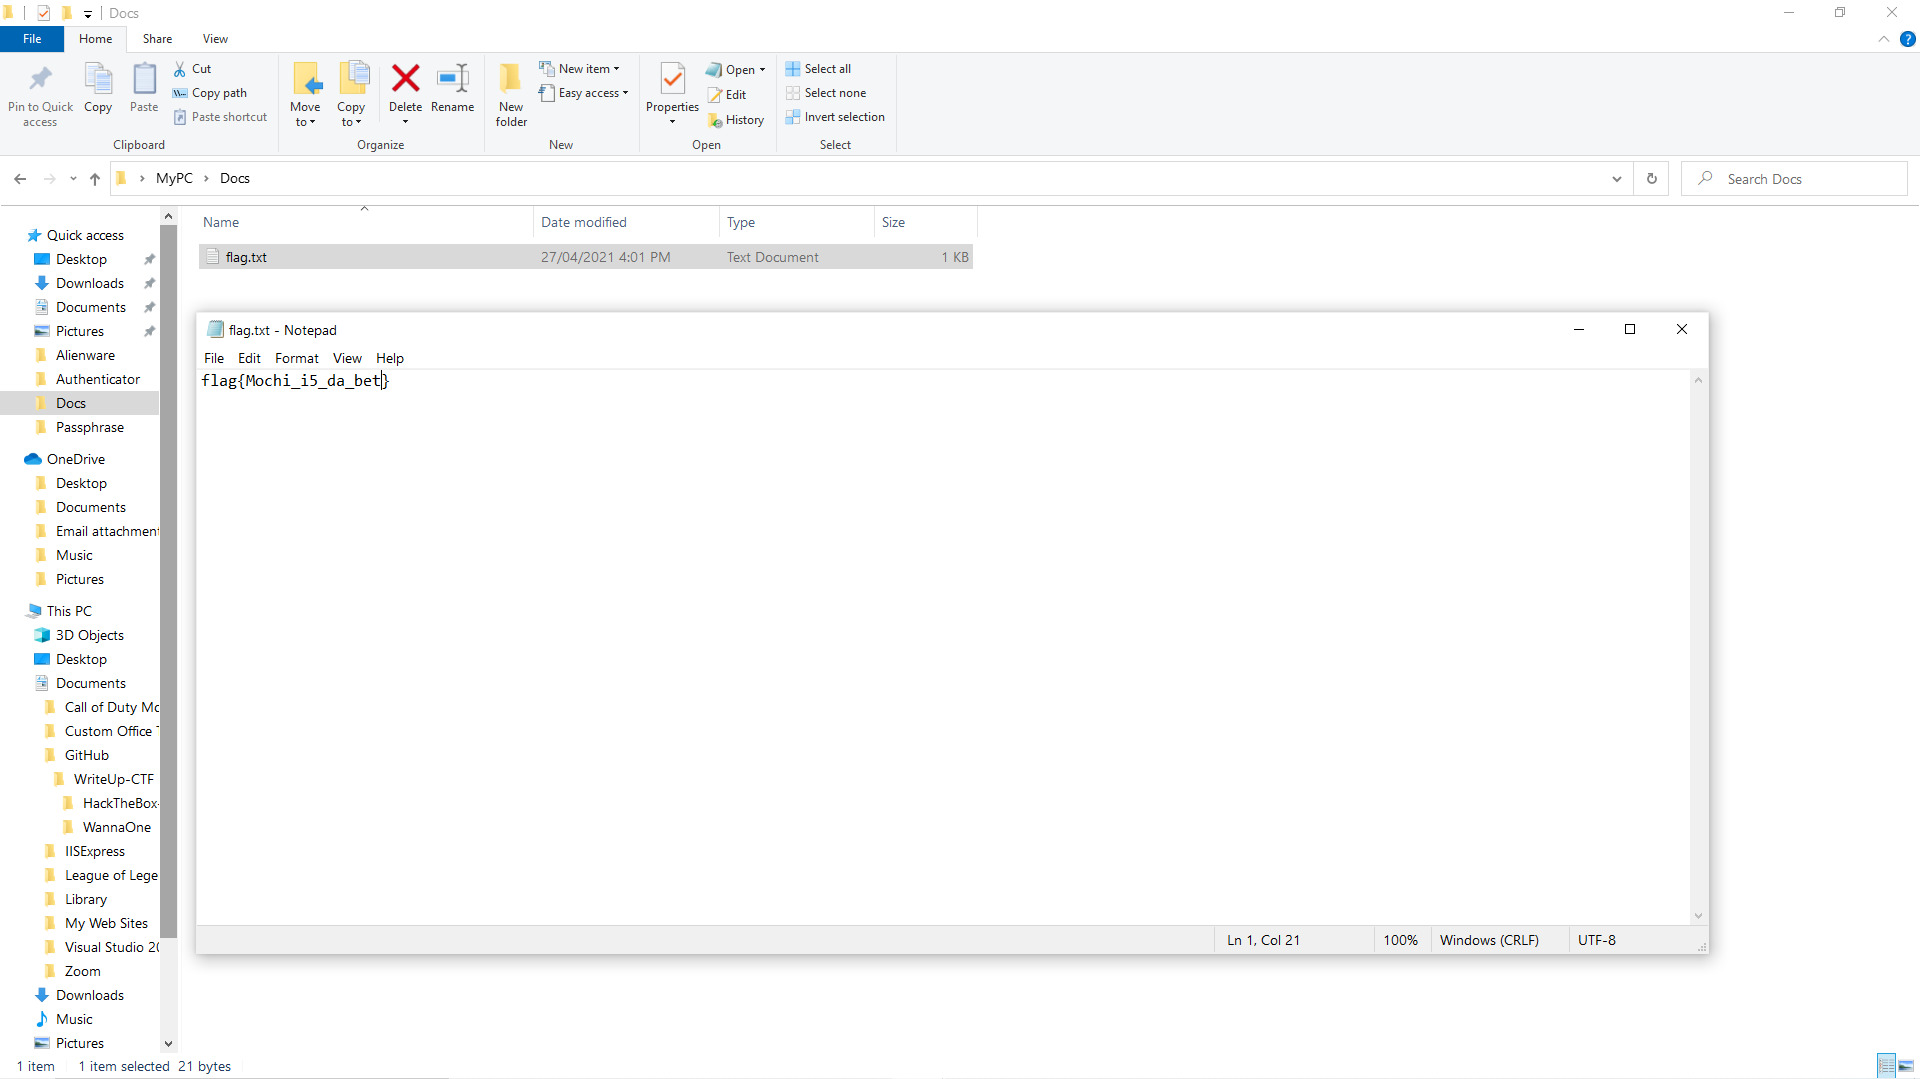 Docs
File Home Share View
Pin to Quick access
Copy
Paste
Cut
Copy path
Paste shortcut
Clipboard
Move to
Copy to
Delete
Rename
Organize
New folder
New item
Easy access
New
Properties
Open
Edit
History
Open
Select all
Select none
Invert selection
Select
MyPC › Docs
Search Docs
Name Date modified Type Size
flag.txt 27/04/2021 4:01 PM Text Document 1 KB
Quick access
Desktop
Downloads
Documents
Pictures
Alienware
Authenticator
Docs
Passphrase
OneDrive
Desktop
Documents
Email attachment
Music
Pictures
This PC
3D Objects
Desktop
Documents
Call of Duty Mo
Custom Office T
GitHub
WriteUp-CTF
HackTheBox-
WannaOne
IISExpress
League of Lege
Library
My Web Sites
Visual Studio 20
Zoom
Downloads
Music
Pictures
flag.txt - Notepad
File Edit Format View Help
flag{Mochi_i5_da_bet}
Ln 1, Col 21 100% Windows (CRLF) UTF-8
1 item 1 item selected 21 bytes